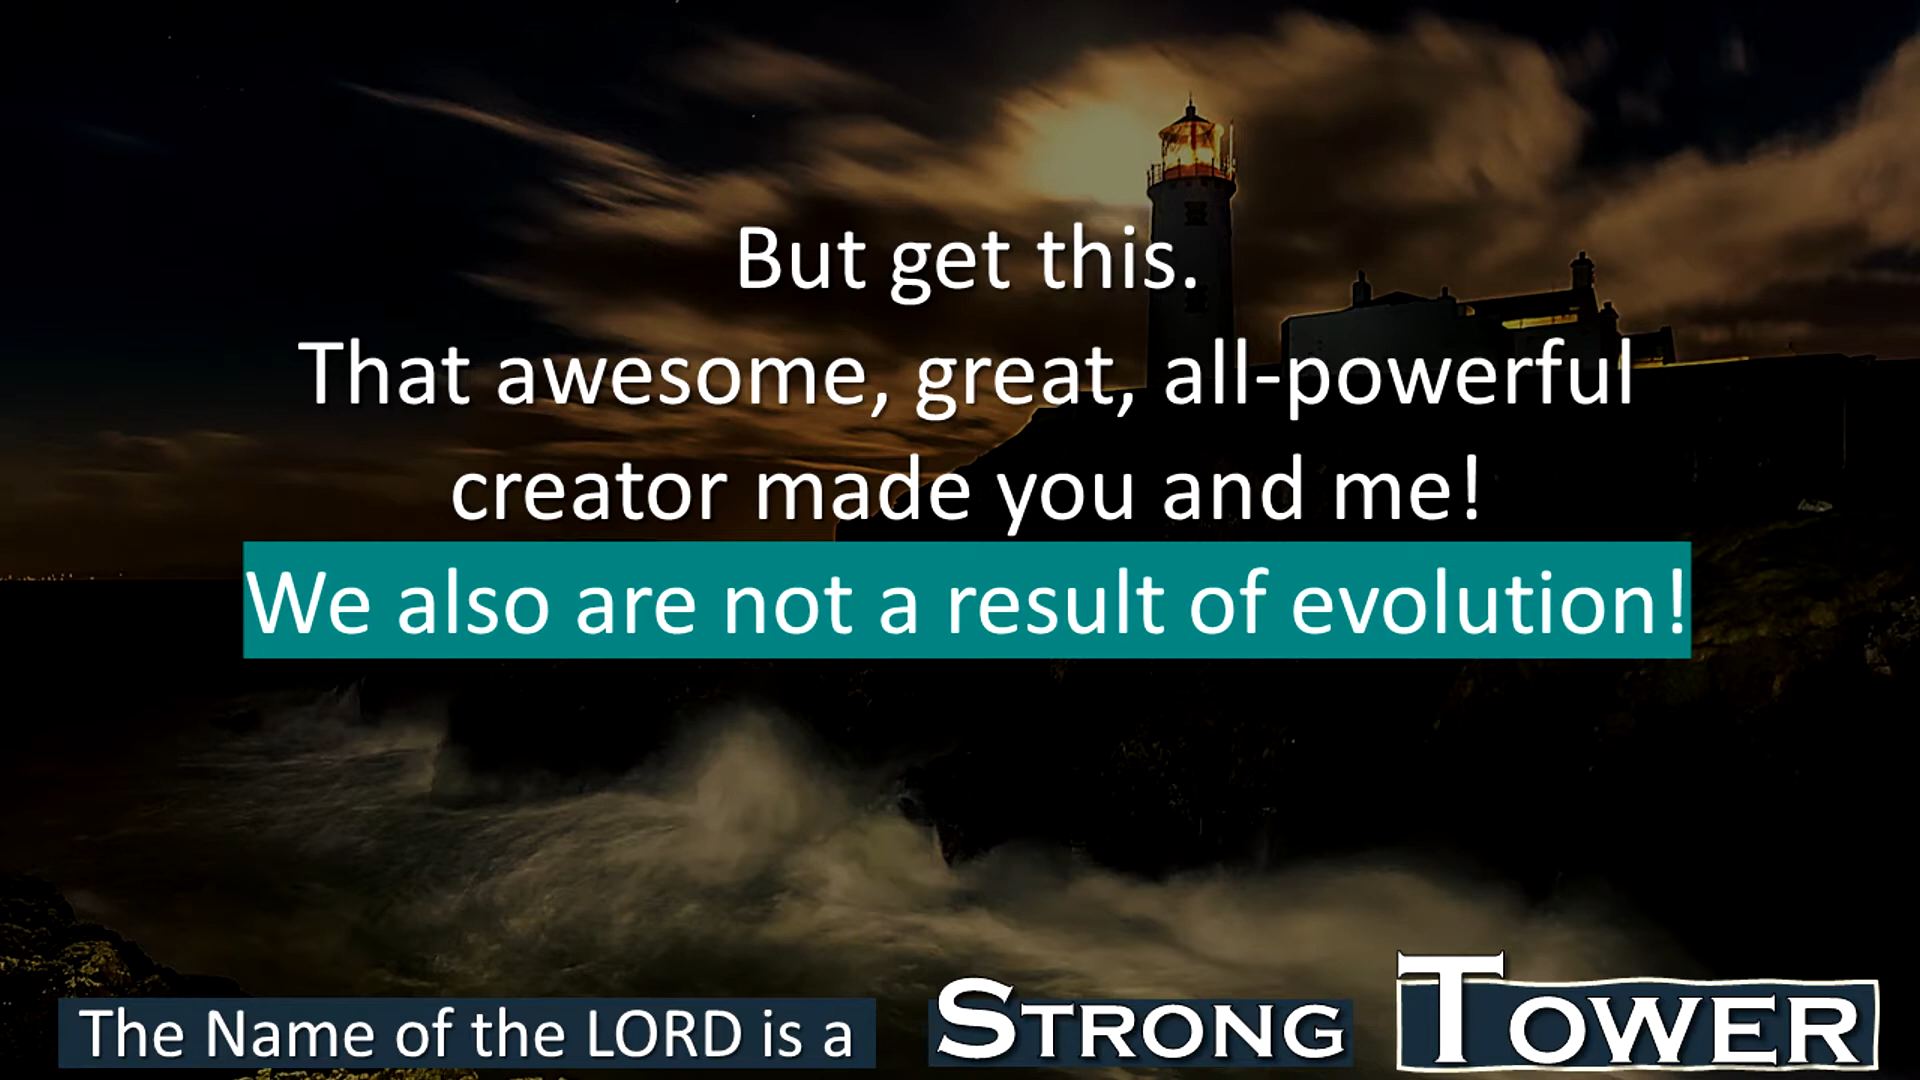 But get this.
That awesome, great, all-powerful
creator made you and me!
We also are not a result of evolution!
The Name of the LORD is a STRONG TOWER